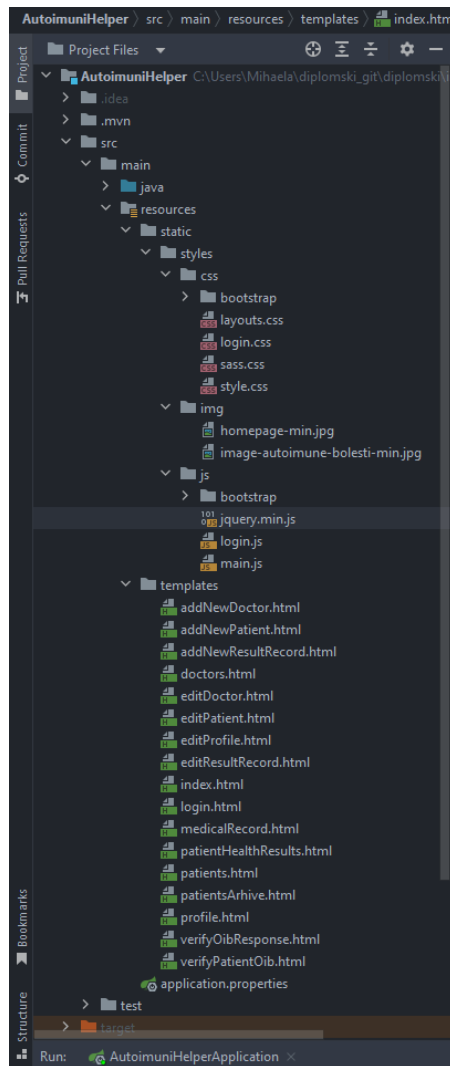 AutoimuniHelper 〉 src 〉 main 〉 resources 〉 templates 〉 index.htm
Project
Commit
Pull Requests
Bookmarks
Structure
Project Files
AutoimuniHelper C:\Users\Mihaela\diplomski_git\diplomski\i
.idea
.mvn
src
main
java
resources
static
styles
css
bootstrap
layouts.css
login.css
sass.css
style.css
img
homepage-min.jpg
image-autoimune-bolesti-min.jpg
js
bootstrap
jquery.min.js
login.js
main.js
templates
addNewDoctor.html
addNewPatient.html
addNewResultRecord.html
doctors.html
editDoctor.html
editPatient.html
editProfile.html
editResultRecord.html
index.html
login.html
medicalRecord.html
patientHealthResults.html
patients.html
patientsArhive.html
profile.html
verifyOibResponse.html
verifyPatientOib.html
application.properties
test
target
Run: AutoimuniHelperApplication ×